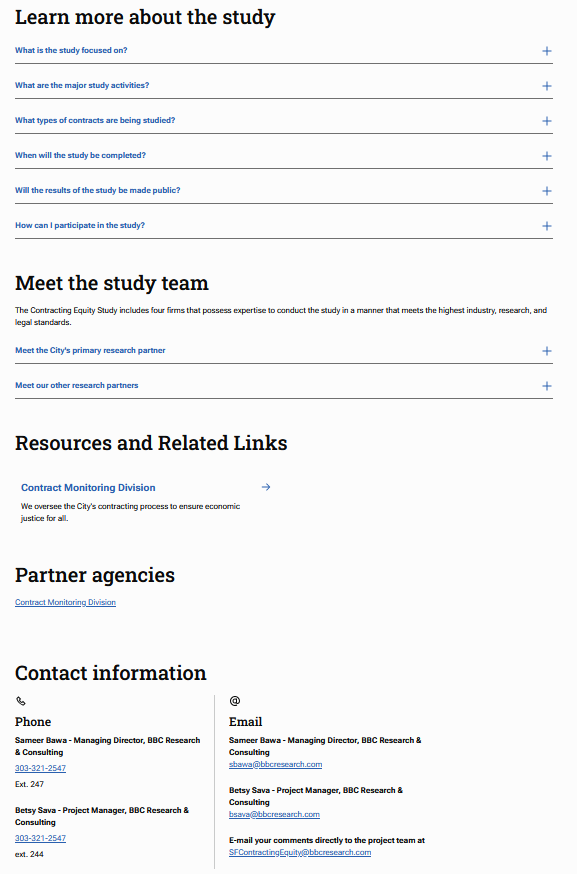 Learn more about the study
What is the study focused on?
What are the major study activities?
What types of contracts are being studied?
When will the study be completed?
Will the results of the study be made public?
How can I participate in the study?
Meet the study team
The Contracting Equity Study includes four firms that possess expertise to conduct the study in a manner that meets the highest industry, research, and
legal standards.
Meet the City's primary research partner
Meet our other research partners
Resources and Related Links
Contract Monitoring Division
We oversee the City's contracting process to ensure economic
justice for all.
Partner agencies
Contract Monitoring Division
Contact information
Phone
Sameer Bawa - Managing Director, BBC Research
& Consulting
303-321-2547
Ext. 247
Betsy Sava - Project Manager, BBC Research &
Consulting
303-321-2547
ext. 244
Email
Sameer Bawa - Managing Director, BBC Research &
Consulting
sbawa@bbcresearch.com
Betsy Sava - Project Manager, BBC Research &
Consulting
bsava@bbcresearch.com
E-mail your comments directly to the project team at
SFContractingEquity@bbcresearch.com